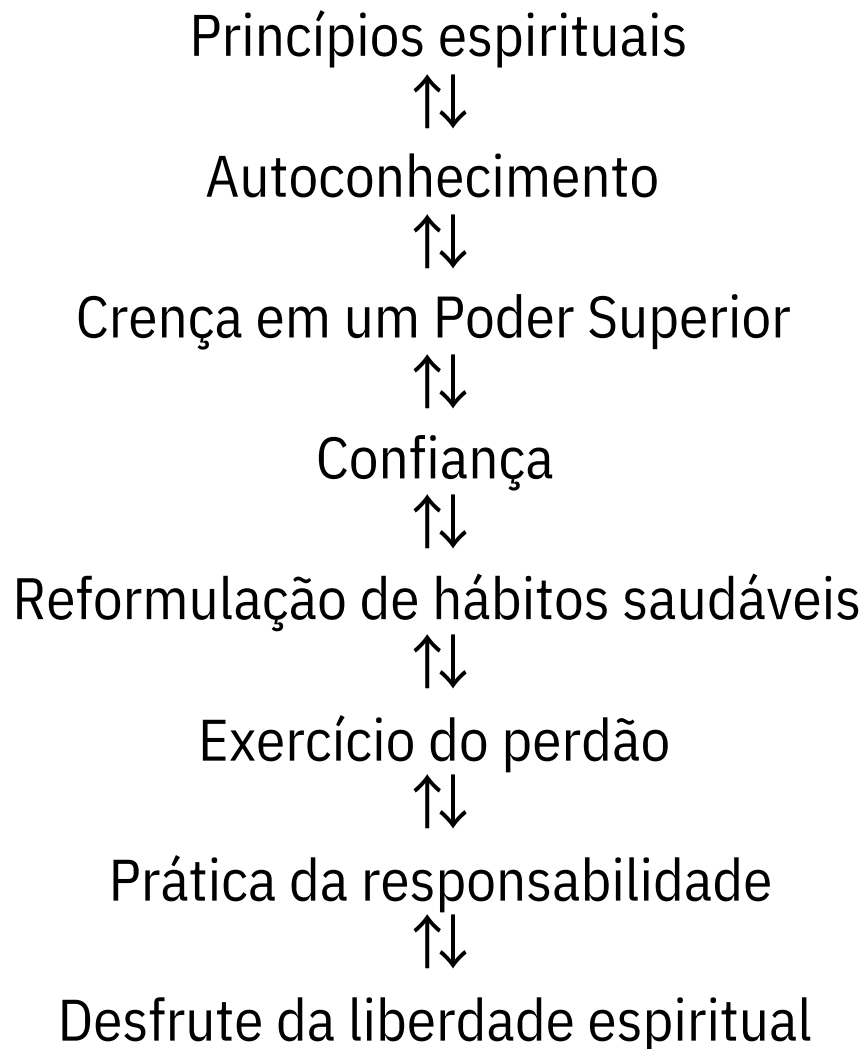 Princípios espirituais
↑↓
Autoconhecimento
↑↓
Crença em um Poder Superior
↑↓
Confiança
↑↓
Reformulação de hábitos saudáveis
↑↓
Exercício do perdão
↑↓
Prática da responsabilidade
↑↓
Desfrute da liberdade espiritual